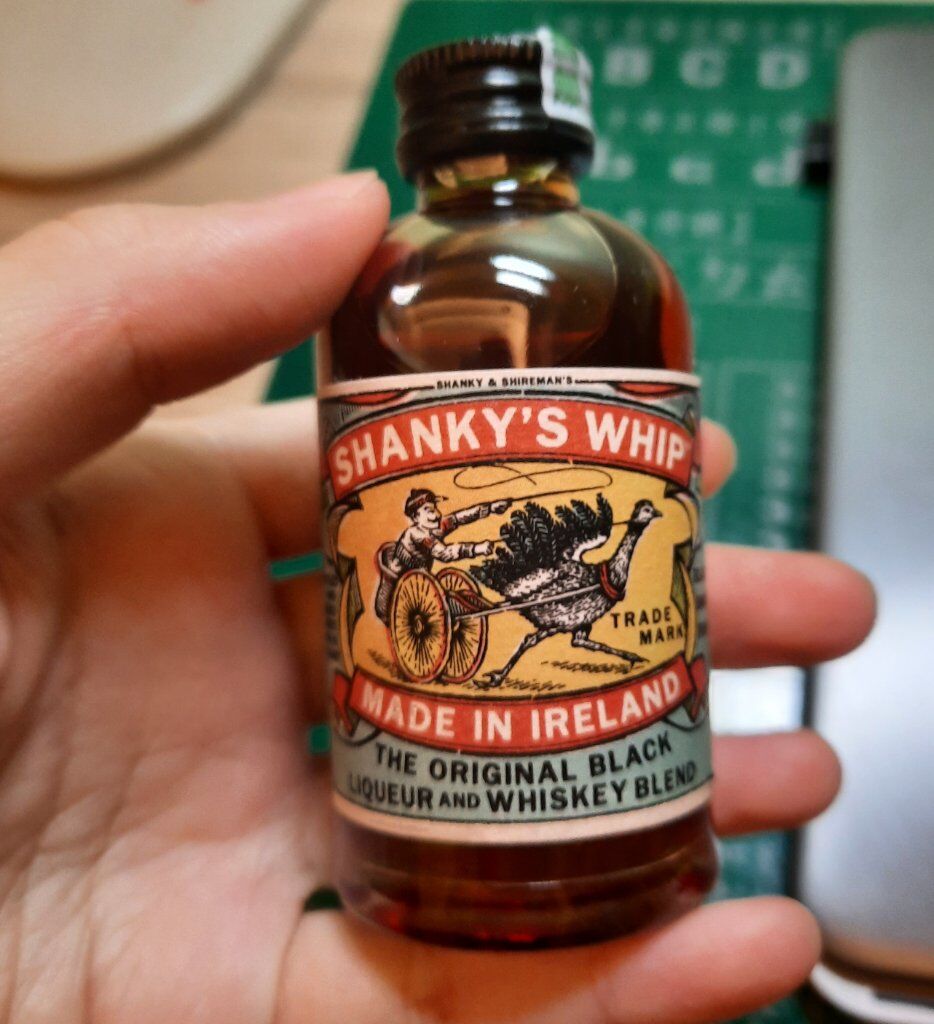 SHANKY & SHIREMAN'S
SHANKY'S WHIP
TRADE
MARK
MADE IN IRELAND
THE ORIGINAL BLACK
LIQUEUR AND WHISKEY BLEND
B C D
b c d